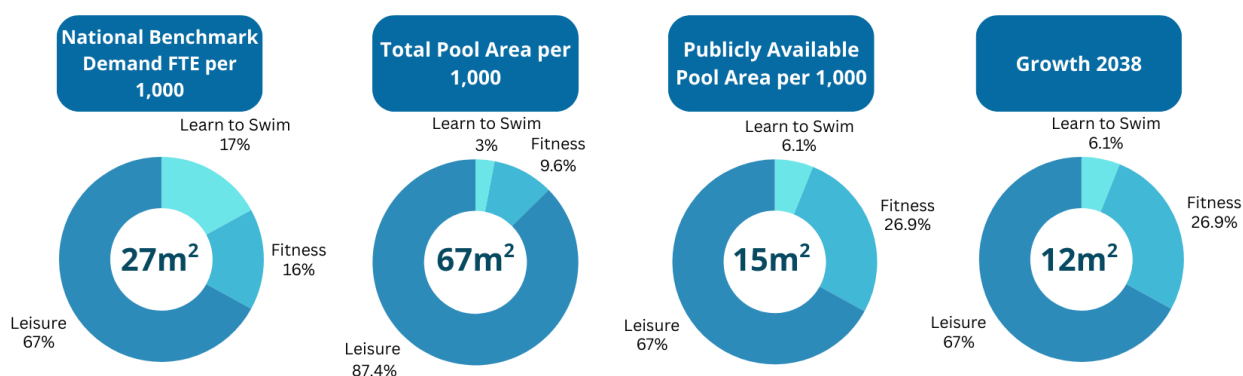 National Benchmark
Demand FTE per
1,000
Learn to Swim
17%
Fitness
16%
Leisure
67%
27m²
Total Pool Area per
1,000
Learn to Swim
3%
Fitness
9.6%
Leisure
87.4%
67m²
Publicly Available
Pool Area per 1,000
Learn to Swim
6.1%
Fitness
26.9%
Leisure
67%
15m²
Growth 2038
Learn to Swim
6.1%
Fitness
26.9%
Leisure
67%
12m²